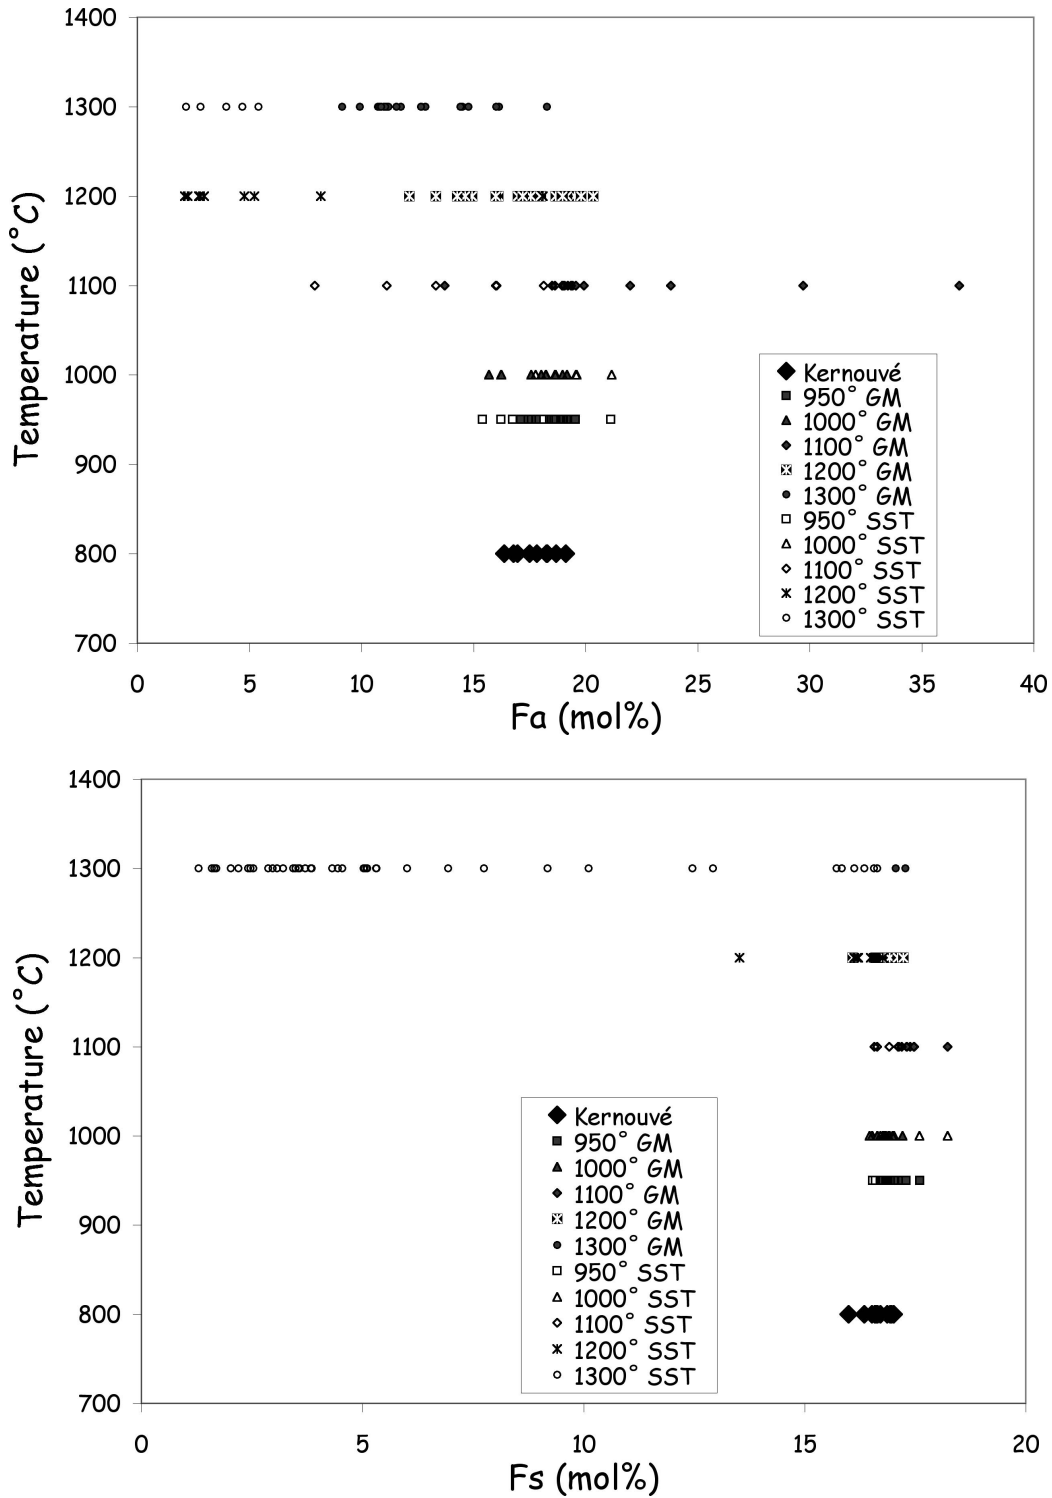 1400
1300
1200
1100
1000
900
800
700
Temperature (°C)
Kernouvé
950° GM
1000° GM
1100° GM
1200° GM
1300° GM
950° SST
1000° SST
1100° SST
1200° SST
1300° SST
0 5 10 15 20 25 30 35 40
Fa (mol%)
1400
1300
1200
1100
1000
900
800
700
Temperature (°C)
Kernouvé
950° GM
1000° GM
1100° GM
1200° GM
1300° GM
950° SST
1000° SST
1100° SST
1200° SST
1300° SST
0 5 10 15 20
Fs (mol%)